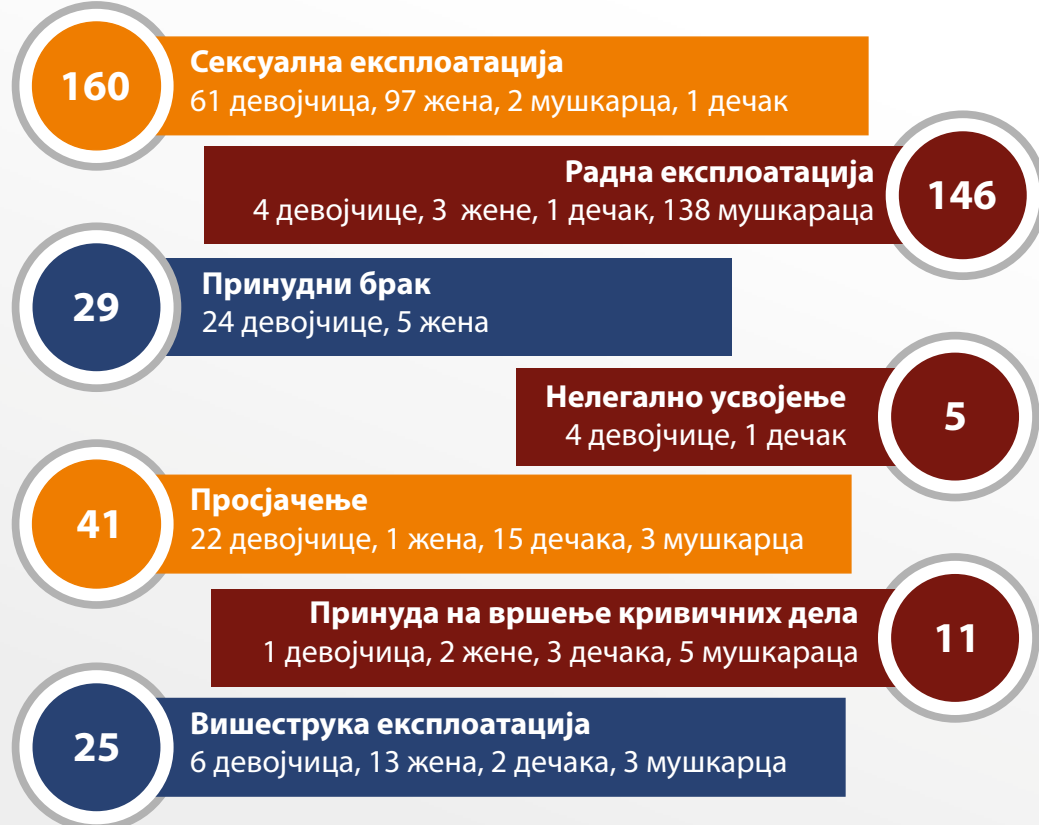 160
Сексуална експлоатација
61 девојчица, 97 жена, 2 мушкарца, 1 дечак
Радна експлоатација
4 девојчице, 3 жене, 1 дечак, 138 мушкараца
146
29
Принудни брак
24 девојчице, 5 жена
Нелегално усвојење
4 девојчице, 1 дечак
5
41
Просјачење
22 девојчице, 1 жена, 15 дечака, 3 мушкарца
Принуда на вршење кривичних дела
1 девојчица, 2 жене, 3 дечака, 5 мушкараца
11
25
Вишеструка експлоатација
6 девојчица, 13 жена, 2 дечака, 3 мушкарца